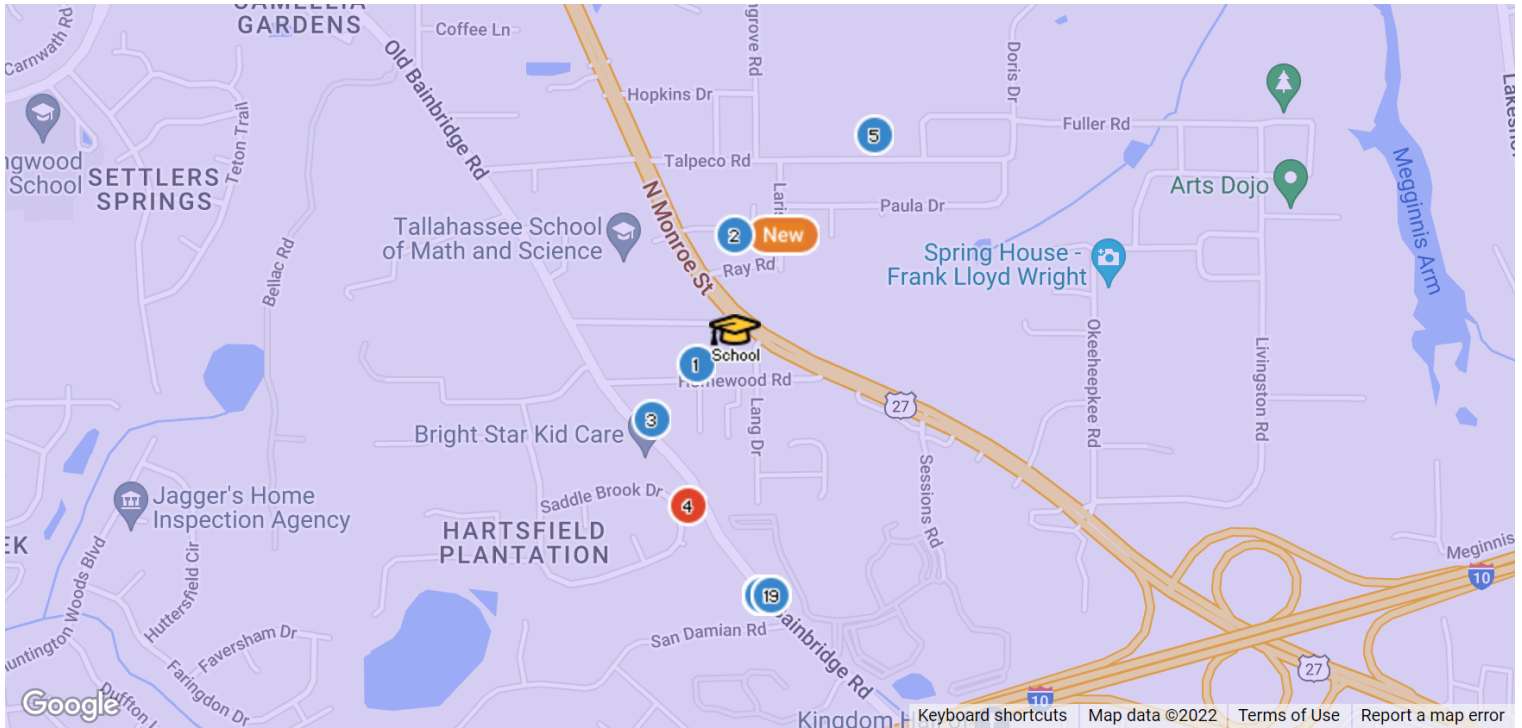 CAMELLIA
GARDENS
Coffee Ln
Carnwath Rd
Old Bainbridge Rd
Hopkins Dr
Doris Dr
Fuller Rd
5
Talpeco Rd
Teton Trail
ngwood
School
SETTLERS
SPRINGS
N Monroe St
Arts Dojo
Paula Dr
Megginnis Arm
Tallahassee School
of Math and Science
2
New
Ray Rd
Spring House -
Frank Lloyd Wright
Bellac Rd
School
1
Homewood Rd
Okeeheepkee Rd
Livingston Rd
27
3
Lang Dr
Bright Star Kid Care
Sessions Rd
Saddle Brook Dr
4
Jagger's Home
Inspection Agency
HARTSFIELD
PLANTATION
EK
Meginnis
10
19
Huttersfield Cir
San Damian Rd
Bainbridge Rd
Faversham Dr
Huntington Woods Blvd
Faringdon Dr
27
10
Duffton
Google
Kingdom
Keyboard shortcuts
Map data ©2022
Terms of Use
Report a map error